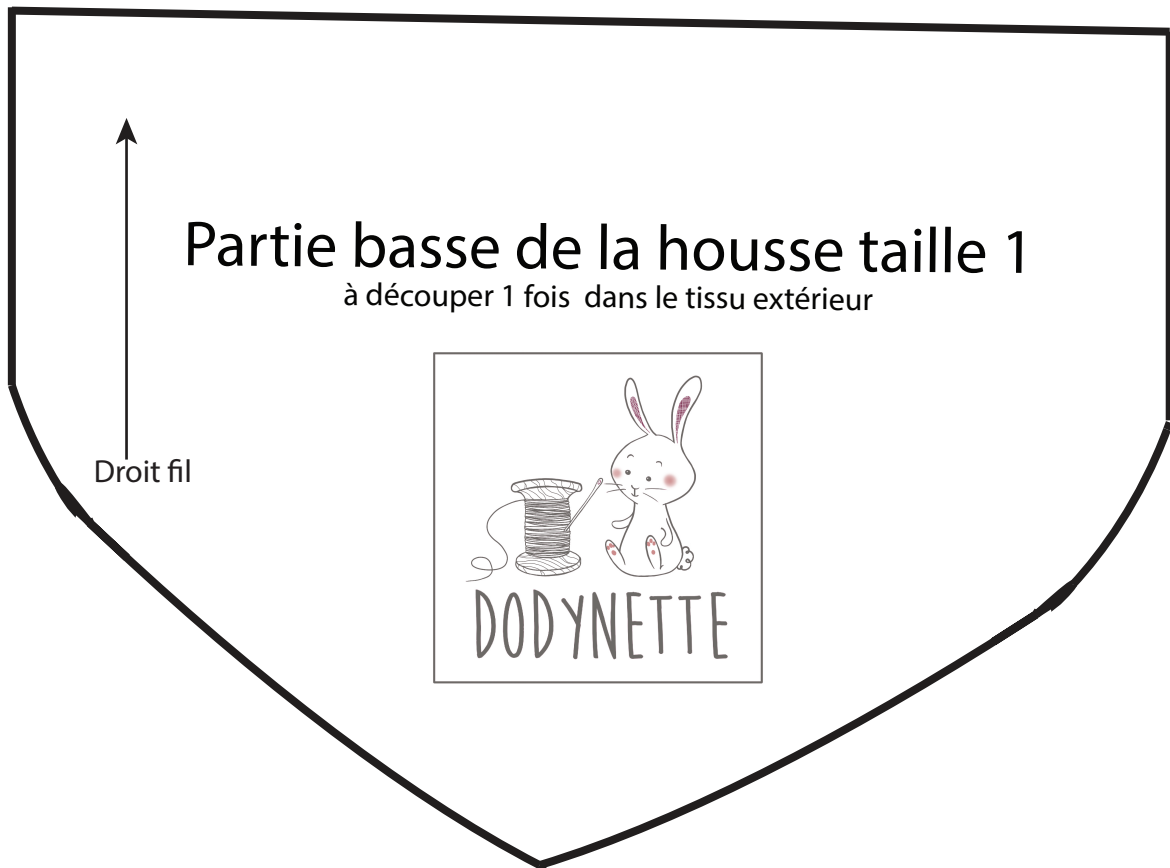 Partie basse de la housse taille 1
à découper 1 fois dans le tissu extérieur
Droit fil
DODYNETTE